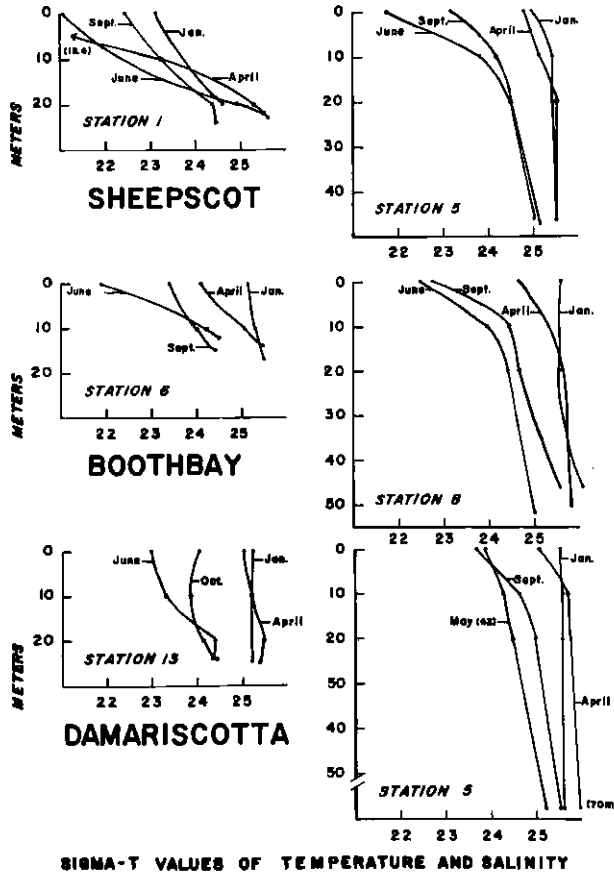 0
Sept.
Jan.
(18.6)
10
June
April
20
STATION 1
METERS
22 23 24 25
SHEEPSCOT
0
Sept.
June
April
Jan.
10
20
30
40
STATION 5
22 23 24 25
0
June
April
Jan.
10
Sept.
20
STATION 6
METERS
22 23 24 25
BOOTHBAY
0
June
Sept.
April
Jan.
10
20
30
40
50
STATION 8
22 23 24 25
0
June
Oct.
Jan.
10
April
20
STATION 13
METERS
22 23 24 25
DAMARISCOTTA
0
Jan.
Sept.
10
May (42)
20
30
April
40
50
STATION 5
(70m)
22 23 24 25
SIGMA-T VALUES OF TEMPERATURE AND SALINITY